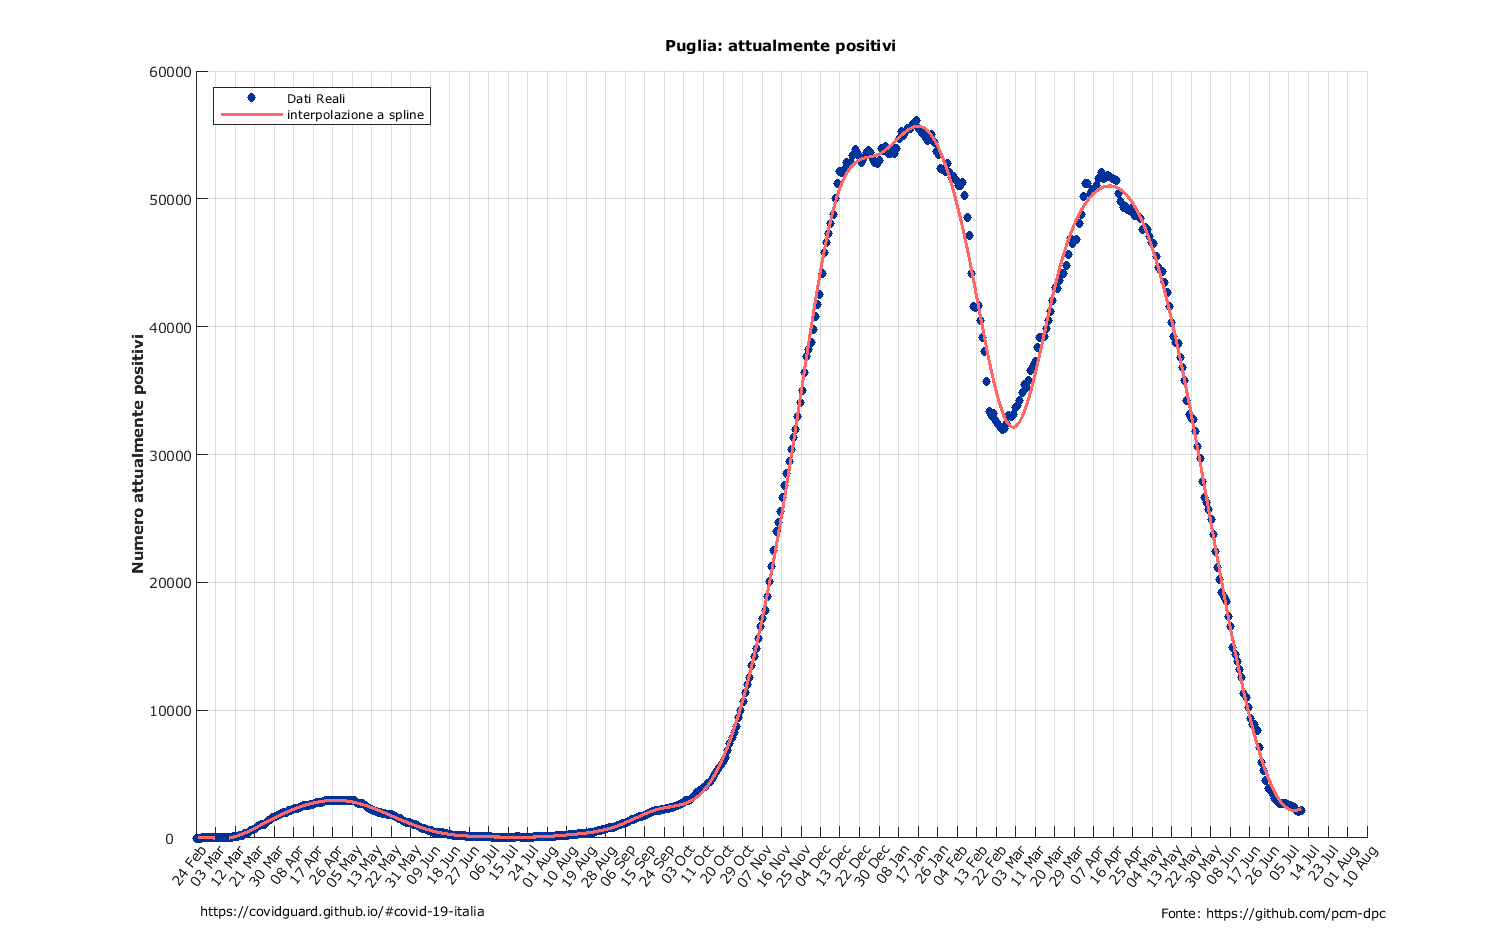 Puglia: attualmente positivi
60000
50000
40000
30000
20000
10000
0
Dati Reali
interpolazione a spline
Numero attualmente positivi
24 Feb
03 Mar
12 Mar
21 Mar
30 Mar
08 Apr
17 Apr
26 Apr
05 May
13 May
22 May
31 May
09 Jun
18 Jun
27 Jun
06 Jul
15 Jul
24 Jul
01 Aug
10 Aug
19 Aug
28 Aug
06 Sep
15 Sep
24 Sep
03 Oct
11 Oct
20 Oct
29 Oct
07 Nov
16 Nov
25 Nov
04 Dec
13 Dec
22 Dec
30 Dec
08 Jan
17 Jan
26 Jan
04 Feb
13 Feb
22 Feb
03 Mar
11 Mar
20 Mar
29 Mar
07 Apr
16 Apr
25 Apr
04 May
13 May
22 May
30 May
08 Jun
17 Jun
26 Jun
05 Jul
14 Jul
23 Jul
01 Aug
10 Aug
https://covidguard.github.io/#covid-19-italia
Fonte: https://github.com/pcm-dpc